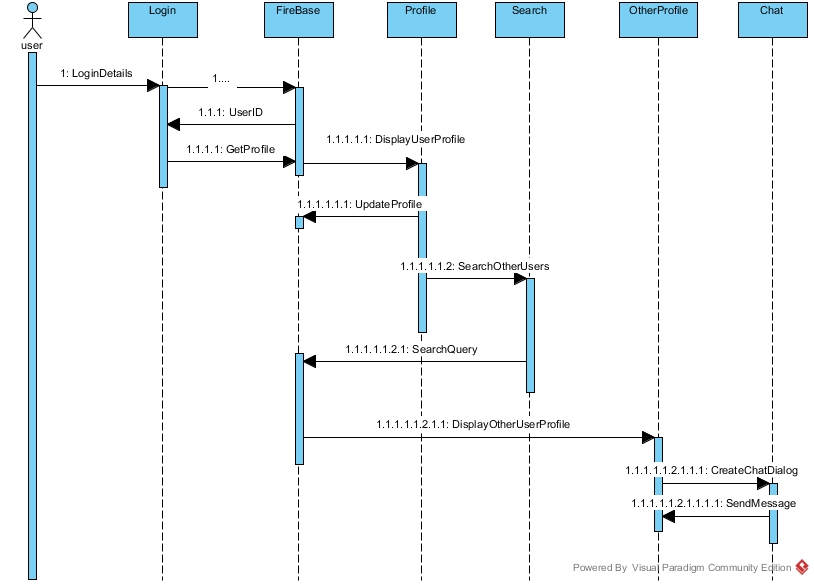 Login
FireBase
Profile
Search
OtherProfile
Chat
user
1: LoginDetails
1....
1.1.1: UserID
1.1.1.1.1: DisplayUserProfile
1.1.1.1: GetProfile
1.1.1.1.1.1: UpdateProfile
1.1.1.1.1.2: SearchOtherUsers
1.1.1.1.1.2.1: SearchQuery
1.1.1.1.1.2.1.1: DisplayOtherUserProfile
1.1.1.1.1.2.1.1.1: CreateChatDialog
1.1.1.1.1.2.1.1.1.1: SendMessage
Powered By Visual Paradigm Community Edition